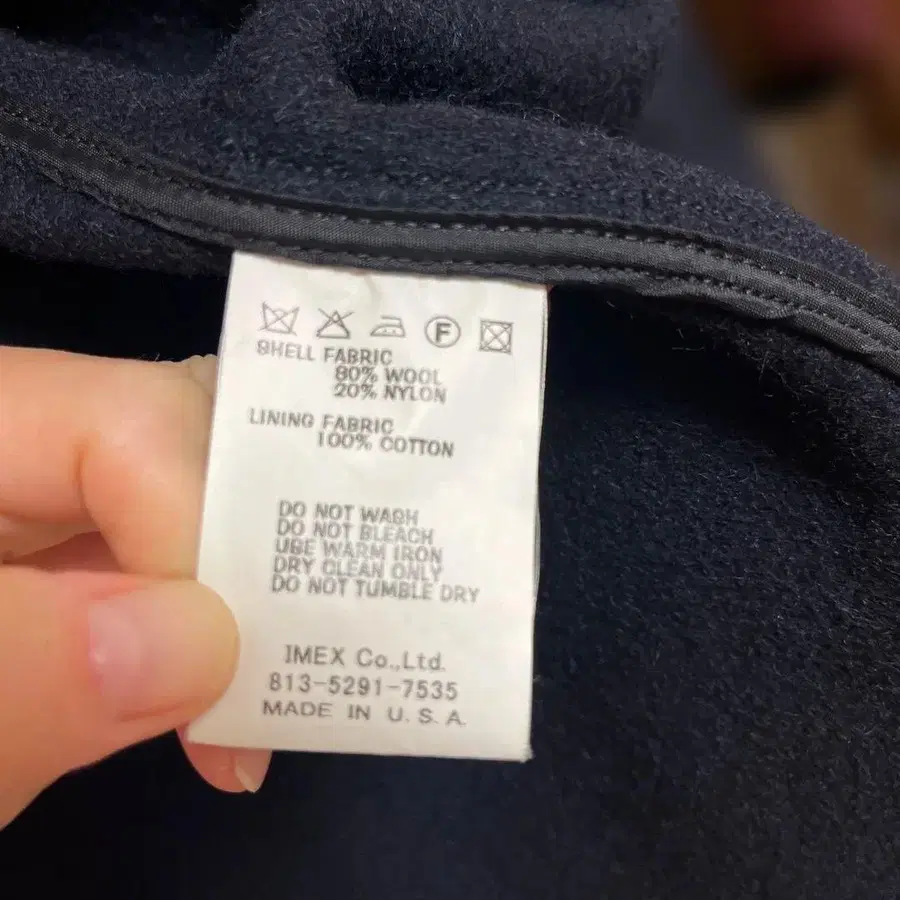 F
SHELL FABRIC
80% WOOL
20% NYLON
LINING FABRIC
100% COTTON
DO NOT WASH
DO NOT BLEACH
USE WARM IRON
DRY CLEAN ONLY
DO NOT TUMBLE DRY
IMEX Co.,Ltd.
813-5291-7535
MADE IN U.S.A.